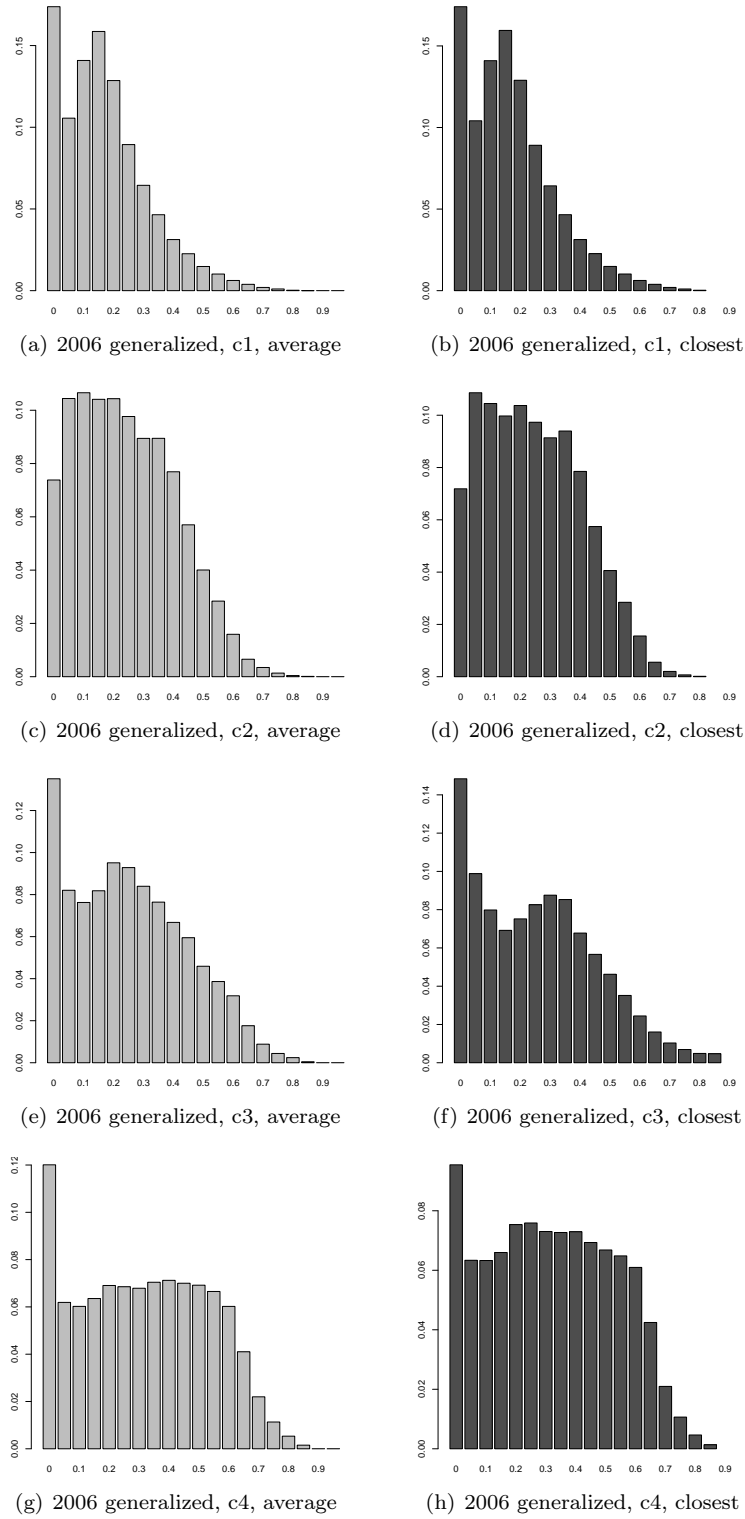 0.00 0.05 0.10 0.15
0 0.1 0.2 0.3 0.4 0.5 0.6 0.7 0.8 0.9
(a) 2006 generalized, c1, average
0.00 0.05 0.10 0.15
0 0.1 0.2 0.3 0.4 0.5 0.6 0.7 0.8 0.9
(b) 2006 generalized, c1, closest
0.00 0.02 0.04 0.06 0.08 0.10
0 0.1 0.2 0.3 0.4 0.5 0.6 0.7 0.8 0.9
(c) 2006 generalized, c2, average
0.00 0.02 0.04 0.06 0.08 0.10
0 0.1 0.2 0.3 0.4 0.5 0.6 0.7 0.8 0.9
(d) 2006 generalized, c2, closest
0.00 0.02 0.04 0.06 0.08 0.10 0.12
0 0.1 0.2 0.3 0.4 0.5 0.6 0.7 0.8 0.9
(e) 2006 generalized, c3, average
0.00 0.02 0.04 0.06 0.08 0.10 0.12 0.14
0 0.1 0.2 0.3 0.4 0.5 0.6 0.7 0.8 0.9
(f) 2006 generalized, c3, closest
0.00 0.02 0.04 0.06 0.08 0.10 0.12
0 0.1 0.2 0.3 0.4 0.5 0.6 0.7 0.8 0.9
(g) 2006 generalized, c4, average
0.00 0.02 0.04 0.06 0.08
0 0.1 0.2 0.3 0.4 0.5 0.6 0.7 0.8 0.9
(h) 2006 generalized, c4, closest